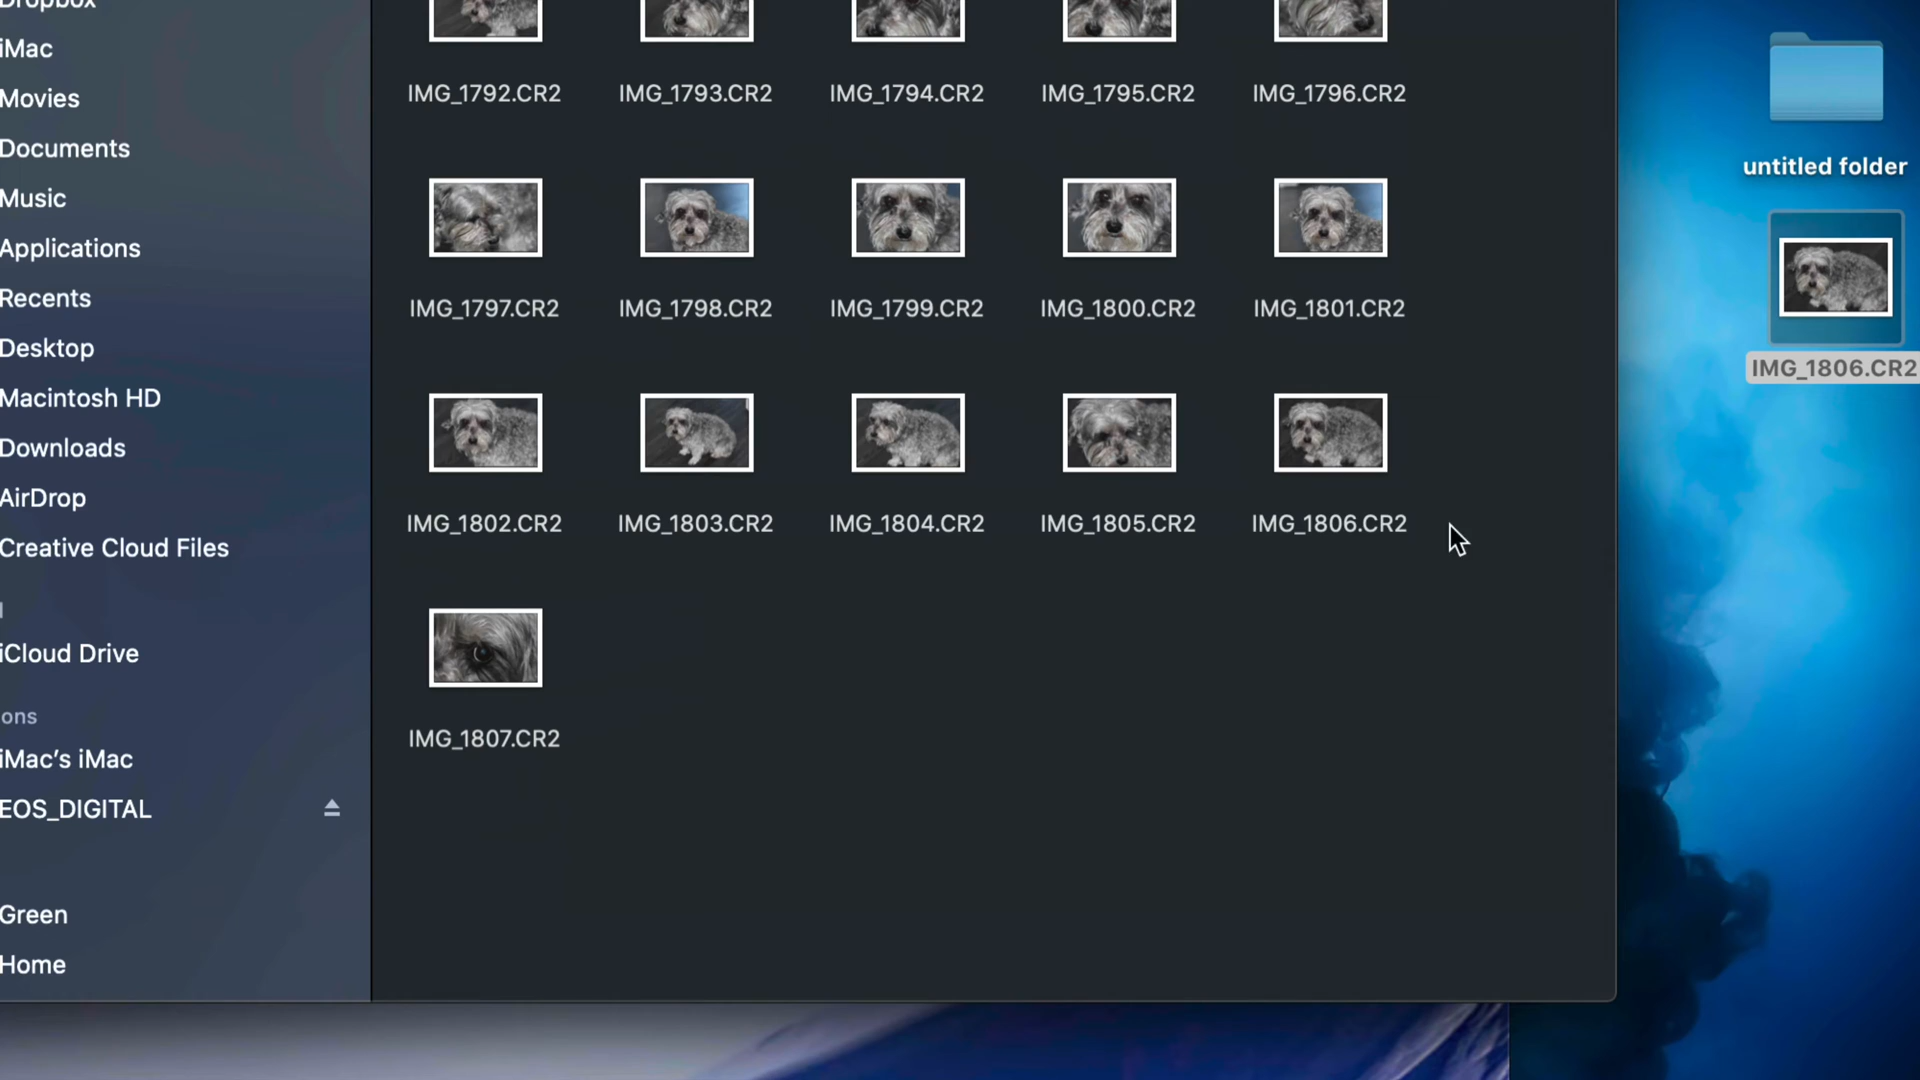 Dropbox
iMac
Movies
Documents
Music
Applications
Recents
Desktop
Macintosh HD
Downloads
AirDrop
Creative Cloud Files
iCloud Drive
ons
iMac’s iMac
EOS_DIGITAL
Green
Home
IMG_1792.CR2 IMG_1793.CR2 IMG_1794.CR2 IMG_1795.CR2 IMG_1796.CR2
IMG_1797.CR2 IMG_1798.CR2 IMG_1799.CR2 IMG_1800.CR2 IMG_1801.CR2
IMG_1802.CR2 IMG_1803.CR2 IMG_1804.CR2 IMG_1805.CR2 IMG_1806.CR2
IMG_1807.CR2
untitled folder
IMG_1806.CR2